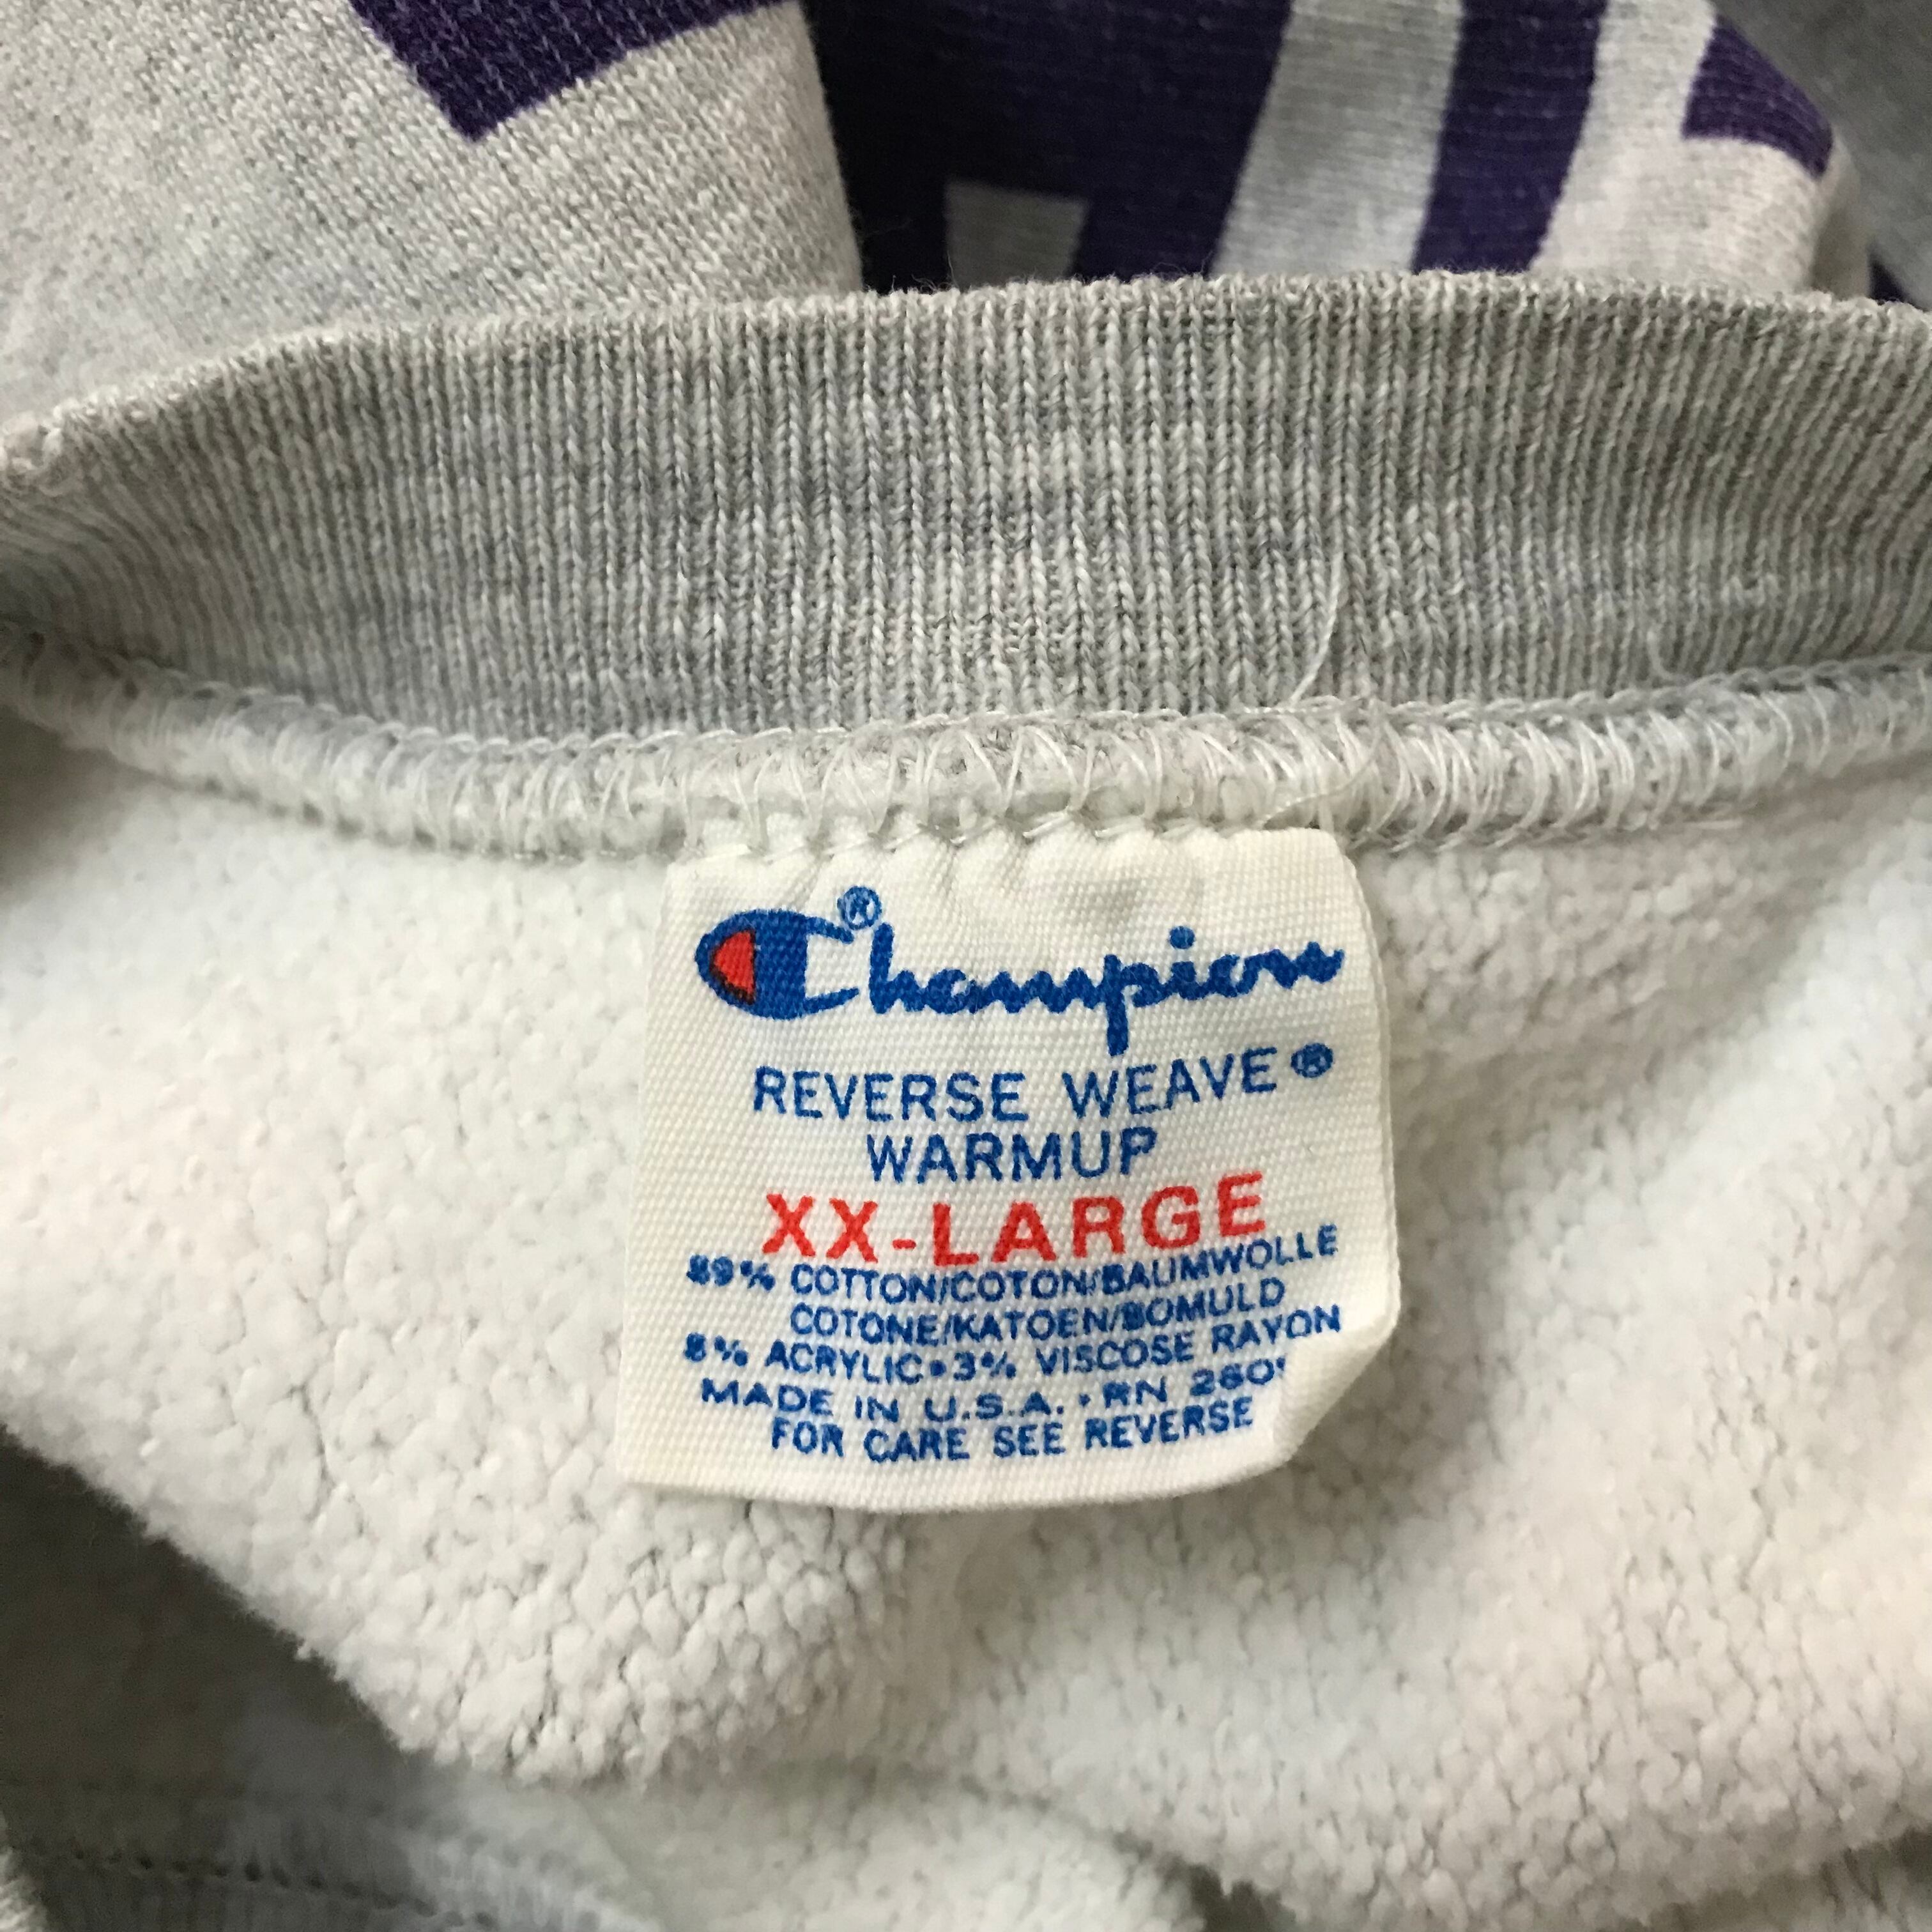 Champion®
REVERSE WEAVE®
WARMUP
XX-LARGE
89% COTTON/COTON/BAUMWOLLE
COTONE/KATOEN/BOMULD
8% ACRYLIC•3% VISCOSE RAYON
MADE IN U.S.A. • RN
FOR CARE SEE REVERSE